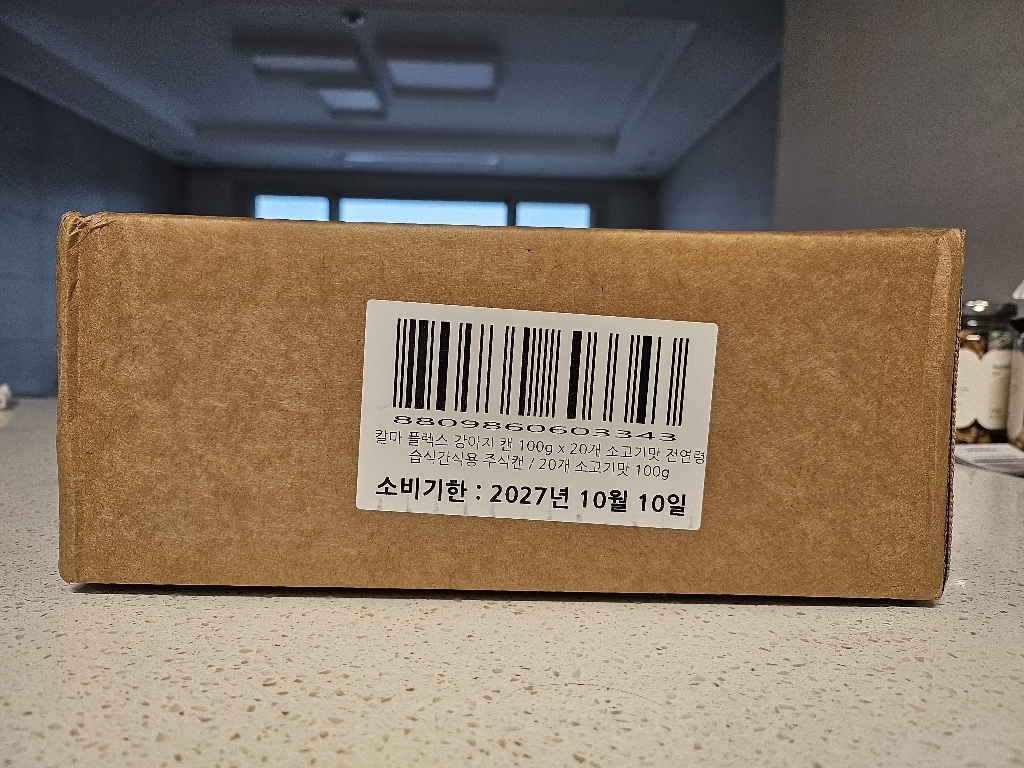 8809860603343
칼마 플렉스 강아지 캔 100g x 20개 소고기맛 전연령
습식간식용 주식캔 / 20개 소고기맛 100g
소비기한 : 2027년 10월 10일